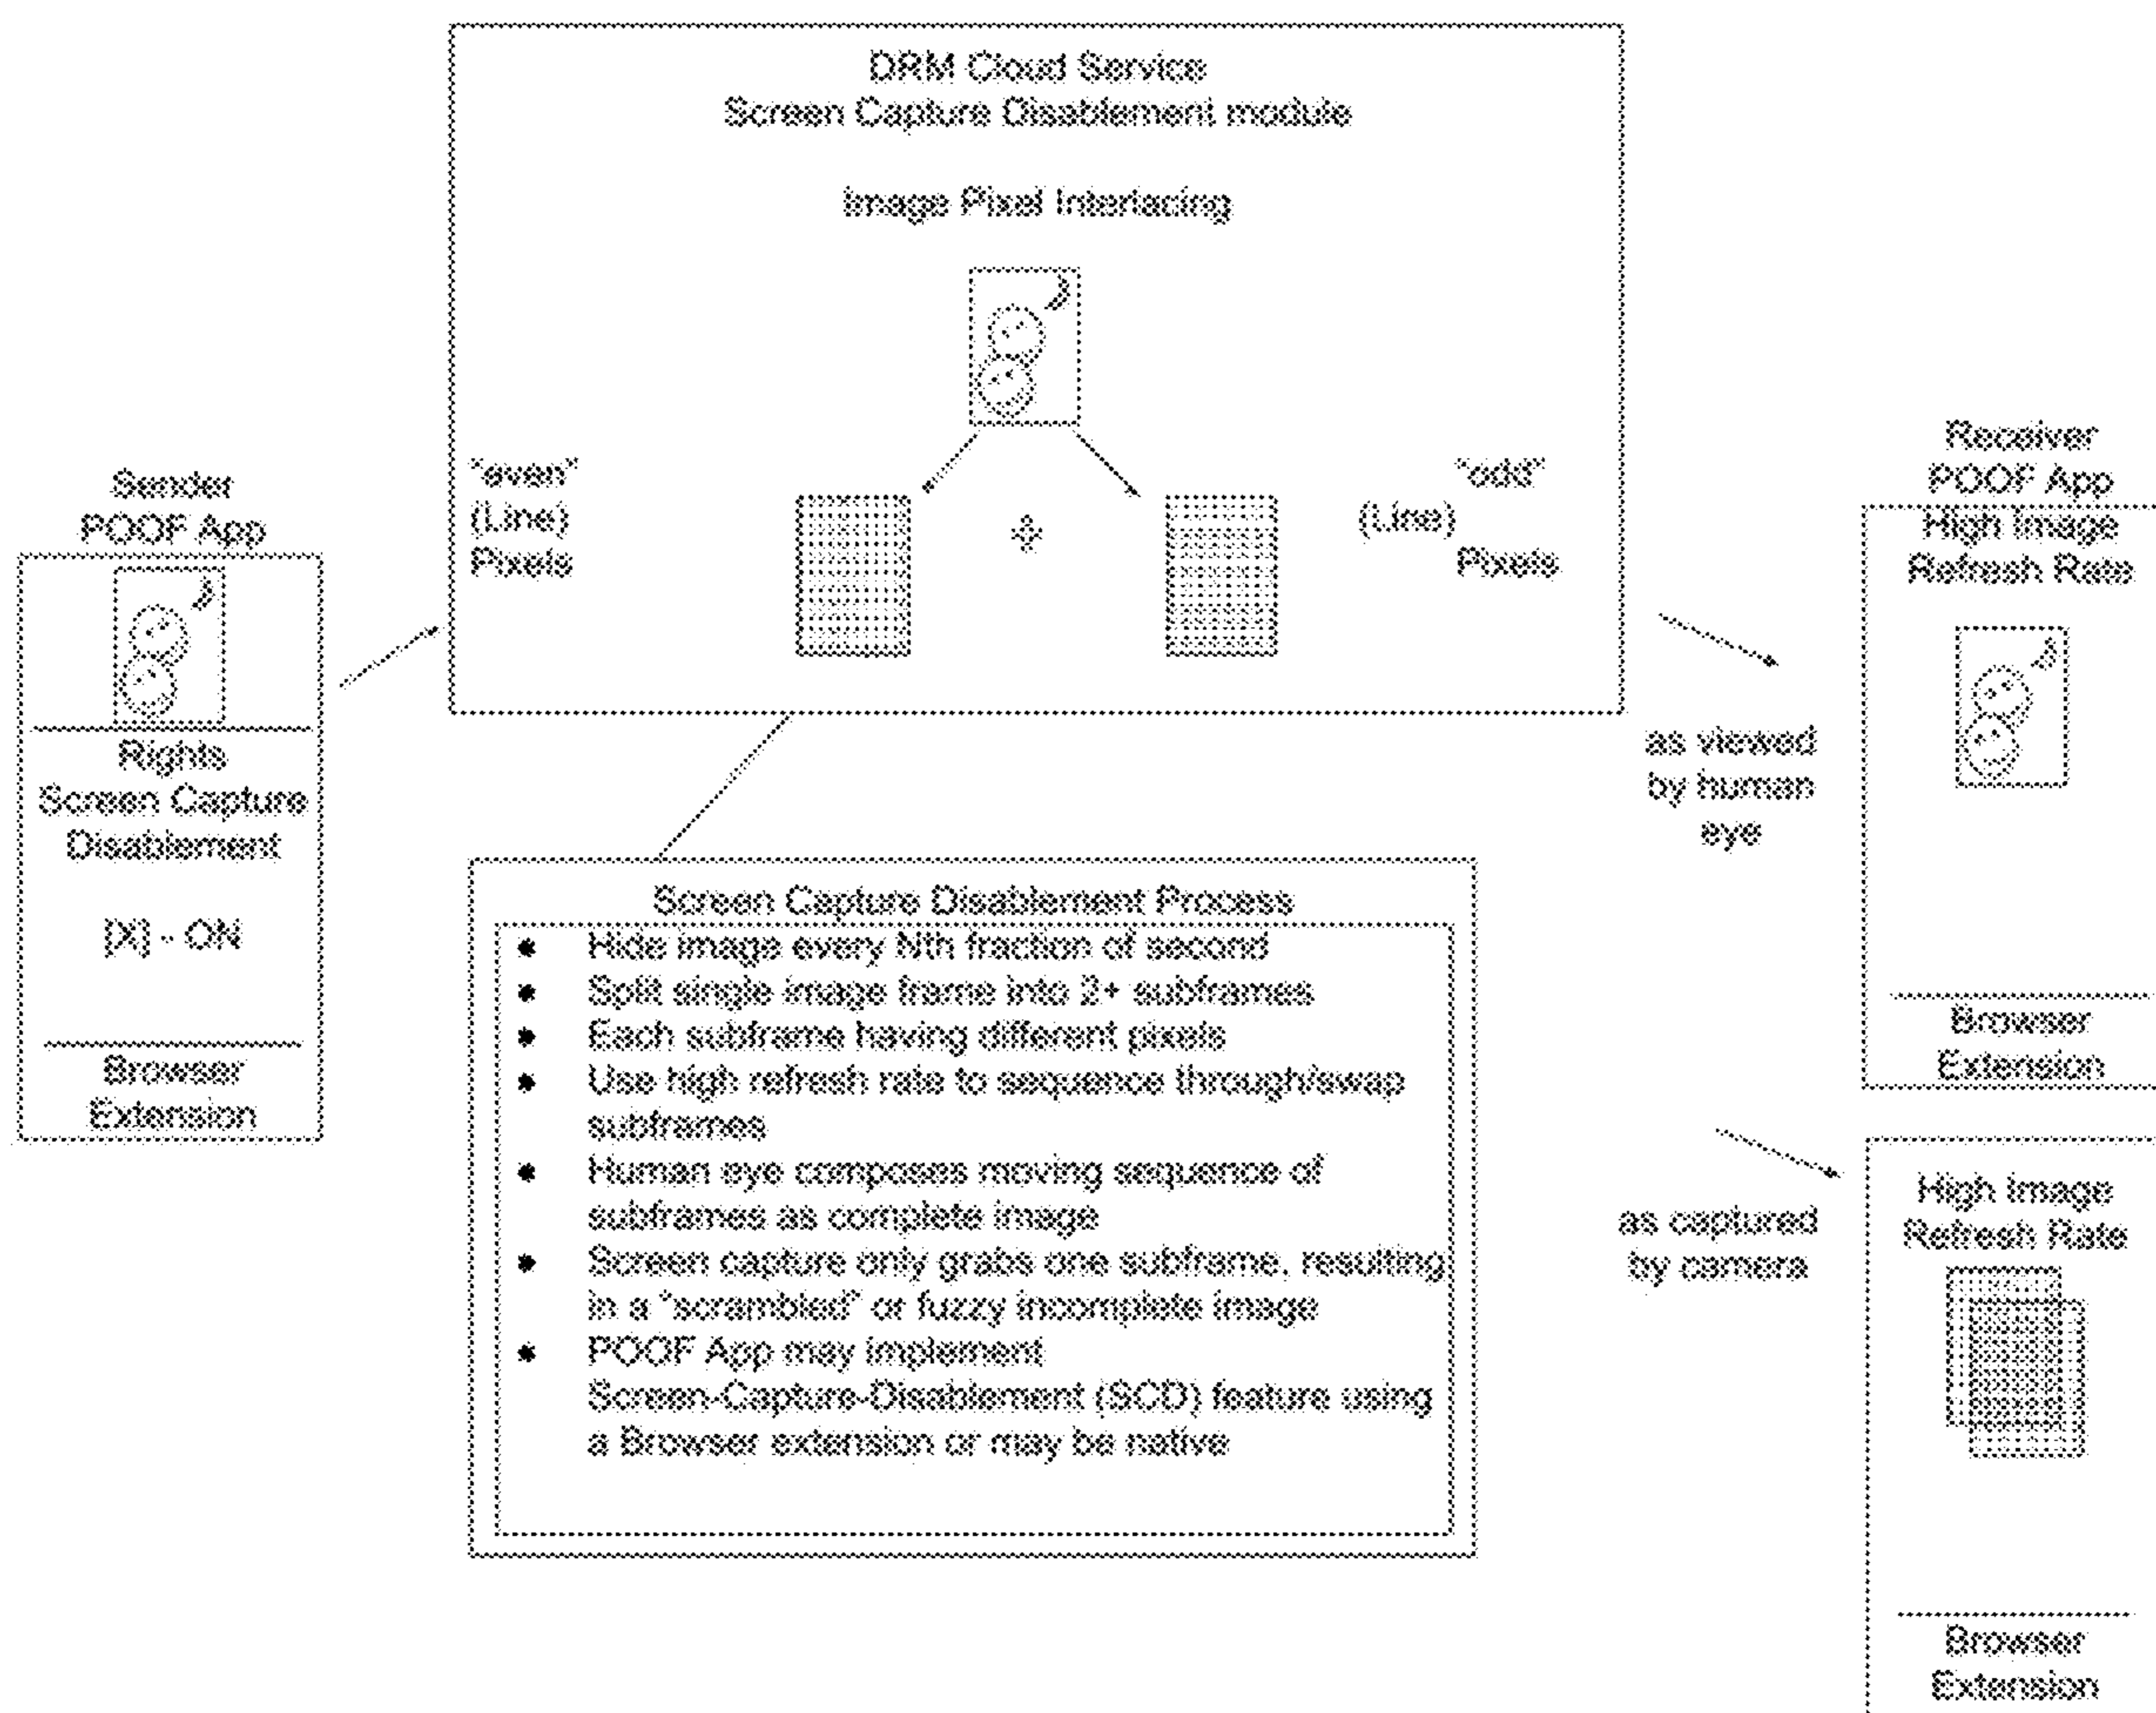 DRM Cloud Service
Screen Capture Disablement module
Image Pixel Interlacing
"even"
(Line)
Pixels
"odd"
(Line)
Pixels
Sender
POOF App
Rights
Screen Capture
Disablement
[X] - ON
Browser
Extension
Screen Capture Disablement Process
Hide image every Nth fraction of second
Split single image frame into 2+ subframes
Each subframe having different pixels
Use high refresh rate to sequence through/swap
subframes
Human eye composes moving sequence of
subframes as complete image
Screen capture only grabs one subframe, resulting
in a "scrambled" or fuzzy incomplete image
POOF App may implement
Screen-Capture-Disablement (SCD) feature using
a Browser extension or may be native
as viewed
by human
eye
Receiver
POOF App
High Image
Refresh Rate
Browser
Extension
as captured
by camera
High Image
Refresh Rate
Browser
Extension